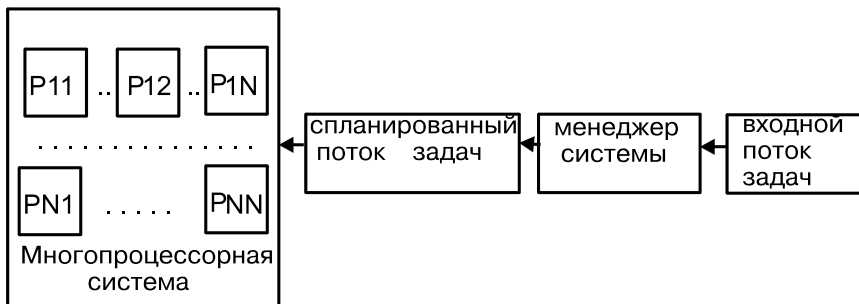 P11 .. P12 .. P1N
. . . . . . . . . . . . . . .
PN1 . . . . . PNN
Многопроцессорная
система
спланированный
поток задач
менеджер
системы
входной
поток
задач